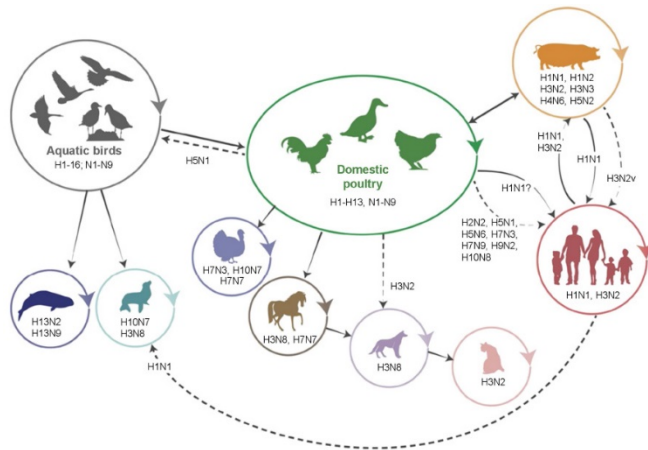 Aquatic birds
H1-16; N1-N9
H5N1
Domestic
poultry
H1-H13, N1-N9
H1N1, H1N2
H3N2, H3N3
H4N6, H5N2
H1N1,
H3N2
H1N1
H3N2v
H1N1?
H2N2, H5N1,
H5N6, H7N3,
H7N9, H9N2,
H10N8
H1N1, H3N2
H7N3, H10N7
H7N7
H13N2
H13N9
H10N7
H3N8
H3N8, H7N7
H3N2
H3N8
H3N2
H1N1